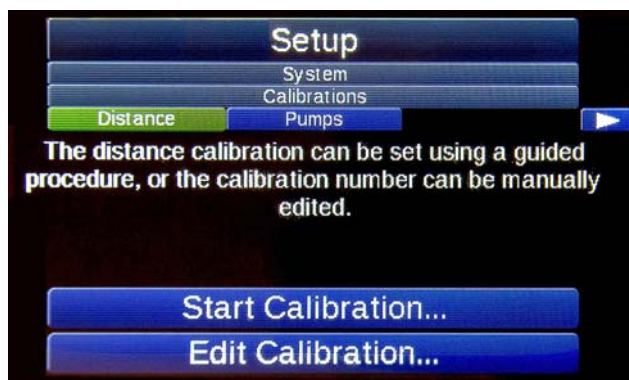 Setup
System
Calibrations
Distance Pumps
The distance calibration can be set using a guided
procedure, or the calibration number can be manually
edited.
Start Calibration...
Edit Calibration...